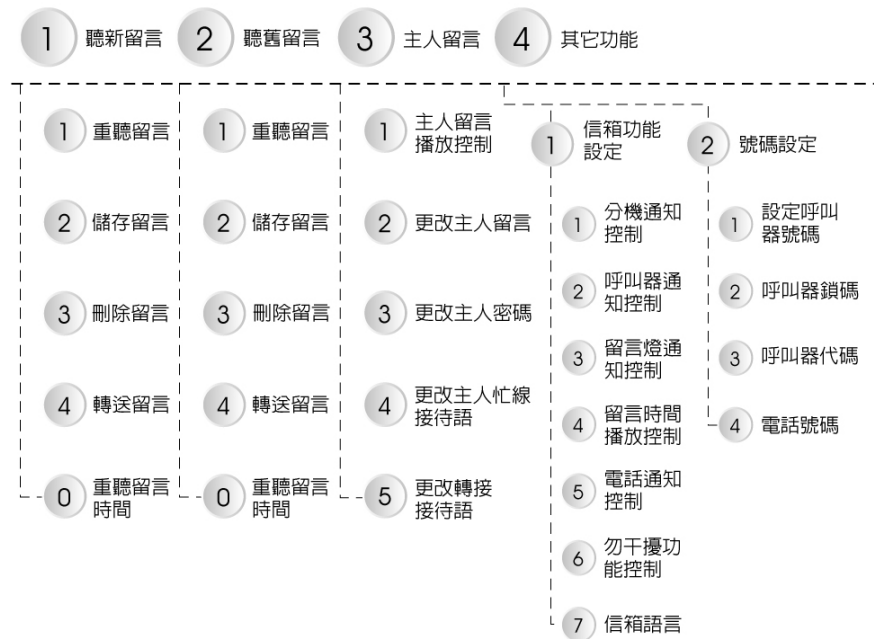 1 聽新留言
2 聽舊留言
3 主人留言
4 其它功能
1 重聽留言
2 儲存留言
3 刪除留言
4 轉送留言
0 重聽留言
時間
1 重聽留言
2 儲存留言
3 刪除留言
4 轉送留言
0 重聽留言
時間
1 主人留言
播放控制
2 更改主人留言
3 更改主人密碼
4 更改主人忙線
接待語
5 更改轉接
接待語
1 信箱功能
設定
1 分機通知
控制
2 呼叫器通
知控制
3 留言燈通
知控制
4 留言時間
播放控制
5 電話通知
控制
6 勿干擾功
能控制
7 信箱語言
2 號碼設定
1 設定呼叫
器號碼
2 呼叫器鎖碼
3 呼叫器代碼
4 電話號碼